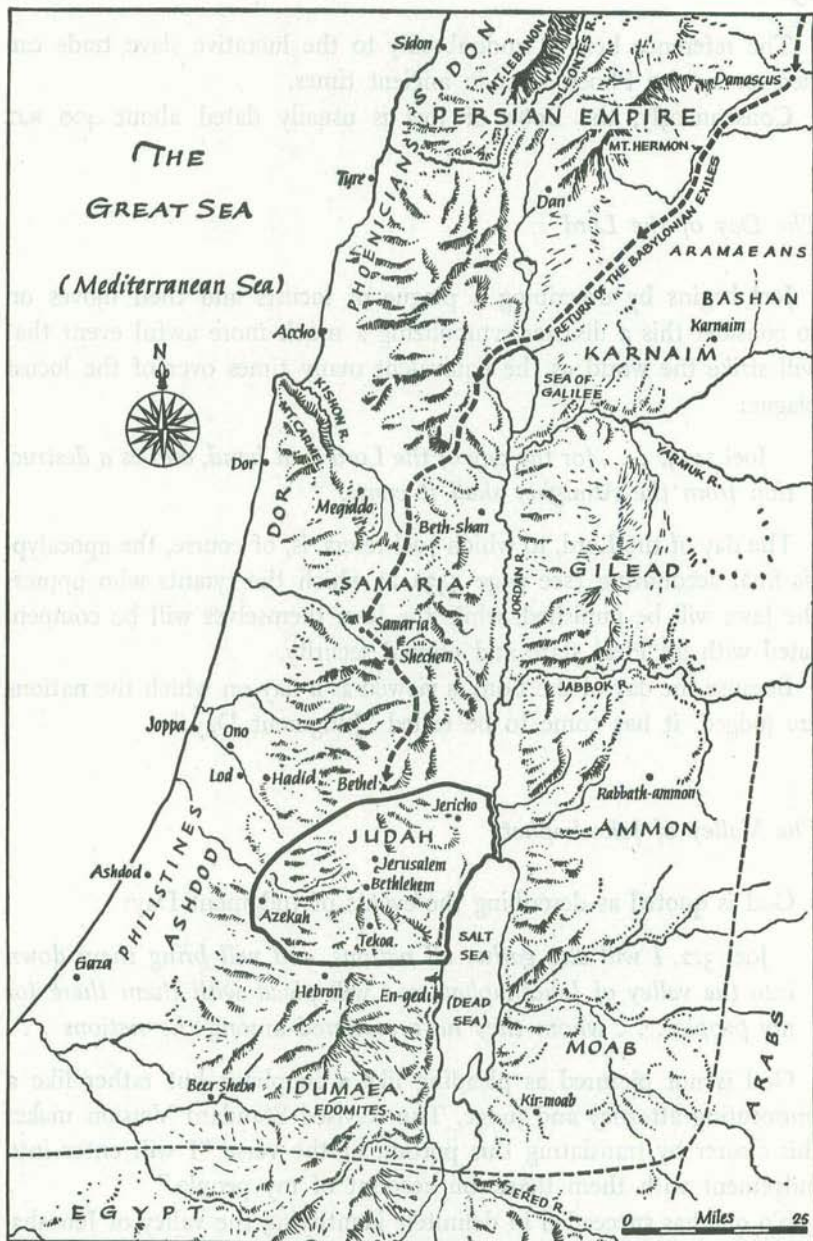 Sidon
SIDON
MT. LEBANON
LEONTES R.
Damascus
PERSIAN EMPIRE
MT. HERMON
THE
GREAT SEA
(Mediterranean Sea)
Tyre
Dan
PHOENICIANS
RETURN OF THE BABYLONIAN EXILES
ARAMAEANS
BASHAN
Karnaim
KARNAIM
Accho
N
SEA OF
GALILEE
KISHON R.
MT. CARMEL
YARMUK R.
Dor
DOR
Megiddo
Beth-shan
GILEAD
SAMARIA
JORDAN R.
Samaria
Shechem
JABBOK R.
Joppa
Ono
Lod
Hadid
Bethel
Jericho
Rabbath-ammon
JUDAH
AMMON
PHILISTINES
ASHDOD
Ashdod
Jerusalem
Bethlehem
Azekah
Tekoa
SALT
SEA
(DEAD
SEA)
Gaza
Hebron
En-gedi
MOAB
ARABS
Beer-sheba
IDUMAEA
EDOMITES
Kir-moab
ZERED R.
EGYPT
0 Miles 25